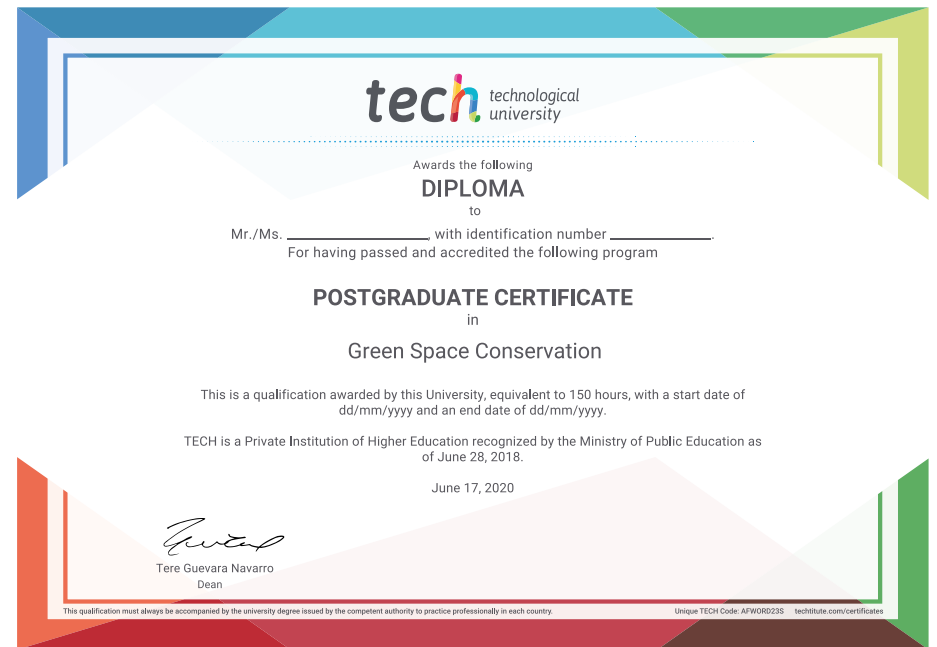 tech technological
university
Awards the following
DIPLOMA
to
Mr./Ms. ____________________, with identification number ______________.
For having passed and accredited the following program
POSTGRADUATE CERTIFICATE
in
Green Space Conservation
This is a qualification awarded by this University, equivalent to 150 hours, with a start date of
dd/mm/yyyy and an end date of dd/mm/yyyy.
TECH is a Private Institution of Higher Education recognized by the Ministry of Public Education as
of June 28, 2018.
June 17, 2020
Tere Guevara Navarro
Dean
This qualification must always be accompanied by the university degree issued by the competent authority to practice professionally in each country.
Unique TECH Code: AFWORD23S techtitute.com/certificates